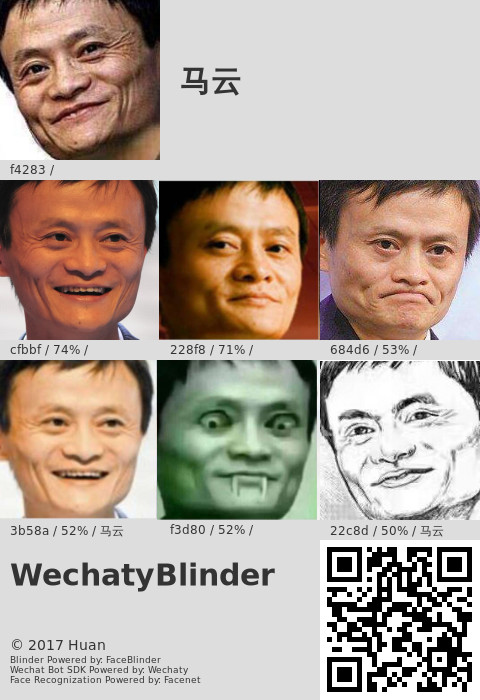 马云
f4283 /
cfbbf / 74% /
228f8 / 71% /
684d6 / 53% /
3b58a / 52% / 马云
f3d80 / 52% /
22c8d / 50% / 马云
WechatyBlinder
© 2017 Huan
Blinder Powered by: FaceBlinder
Wechat Bot SDK Powered by: Wechaty
Face Recognization Powered by: Facenet